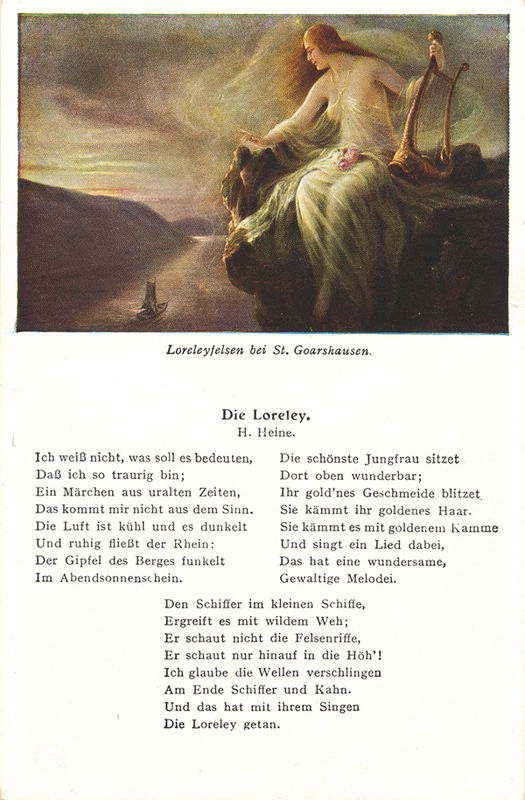 Loreleyfelsen bei St. Goarshausen.
Die Loreley.
H. Heine.
Ich weiß nicht, was soll es bedeuten,
Daß ich so traurig bin;
Ein Märchen aus uralten Zeiten,
Das kommt mir nicht aus dem Sinn.
Die Luft ist kühl und es dunkelt
Und ruhig fließt der Rhein:
Der Gipfel des Berges funkelt
Im Abendsonnenschein.
Die schönste Jungfrau sitzet
Dort oben wunderbar;
Ihr gold'nes Geschmeide blitzet.
Sie kämmt ihr goldenes Haar.
Sie kämmt es mit goldenem Kamme
Und singt ein Lied dabei,
Das hat eine wundersame,
Gewaltige Melodei.
Den Schiffer im kleinen Schiffe,
Ergreift es mit wildem Weh;
Er schaut nicht die Felsenriffe,
Er schaut nur hinauf in die Höh'!
Ich glaube die Wellen verschlingen
Am Ende Schiffer und Kahn.
Und das hat mit ihrem Singen
Die Loreley getan.